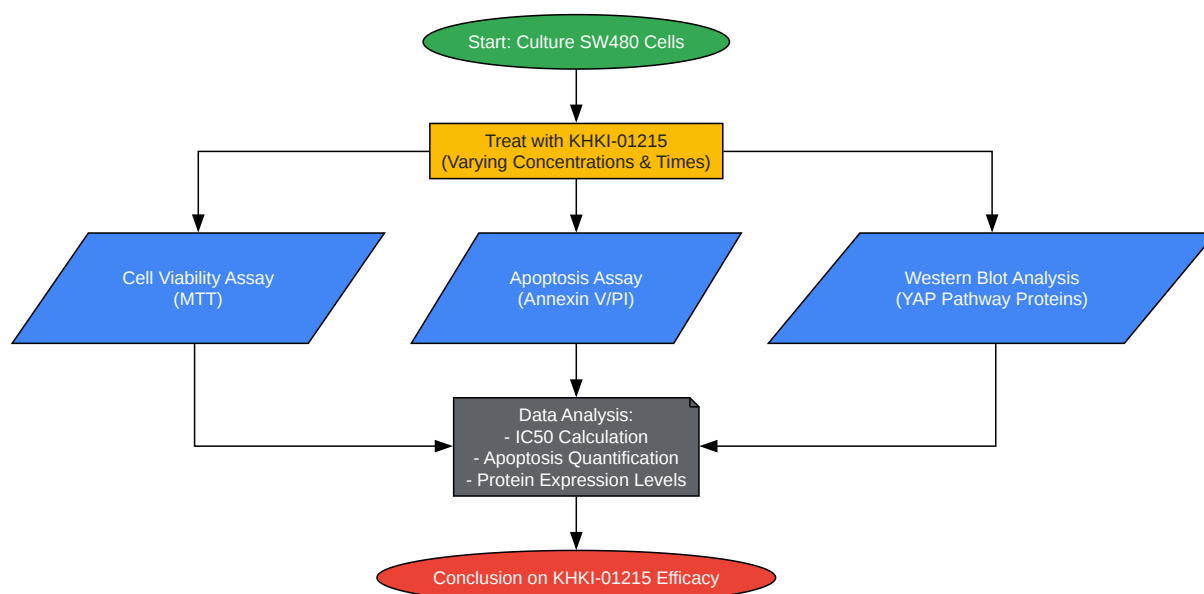 Start: Culture SW480 Cells
Treat with KHKI-01215
(Varying Concentrations & Times)
Cell Viability Assay
(MTT)
Apoptosis Assay
(Annexin V/PI)
Western Blot Analysis
(YAP Pathway Proteins)
Data Analysis:
- IC50 Calculation
- Apoptosis Quantification
- Protein Expression Levels
Conclusion on KHKI-01215 Efficacy